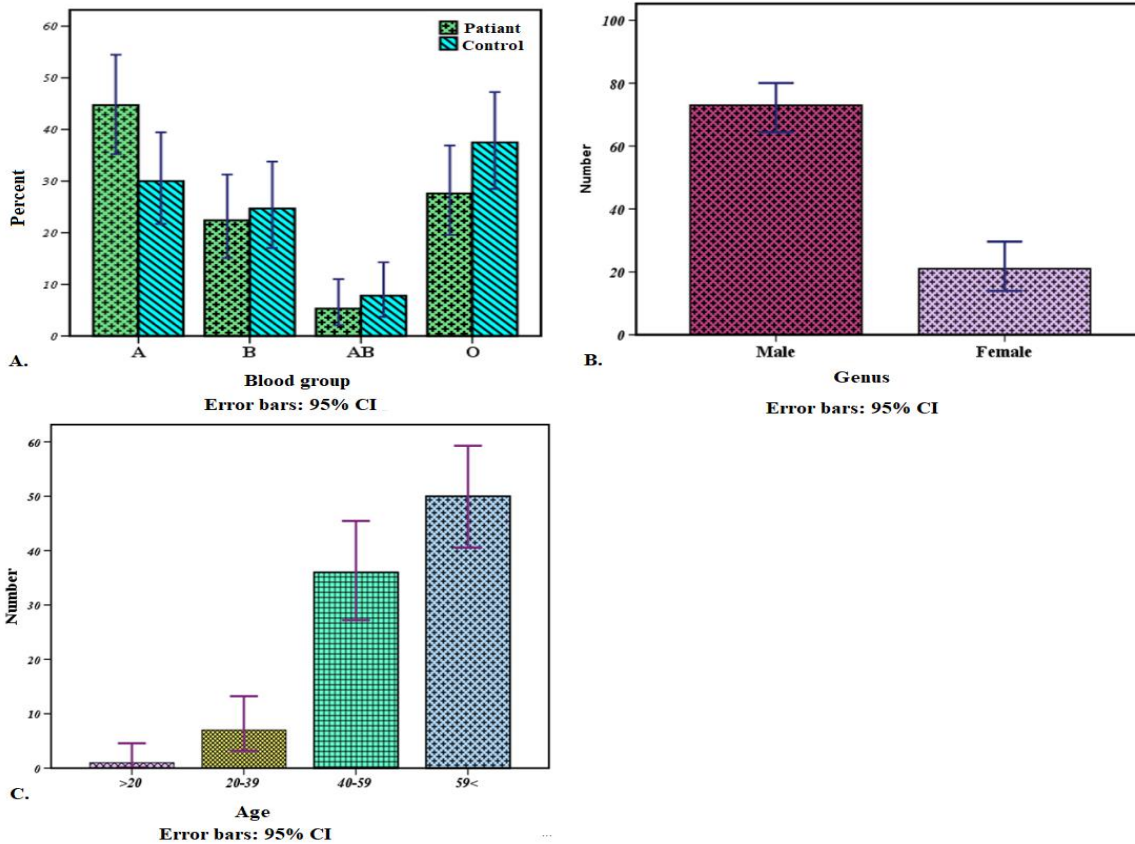 60
50
40
30
20
10
0
Percent
Patiant
Control
A
B
AB
O
A.
Blood group
Error bars: 95% CI
100
80
60
40
20
0
Number
Male
Female
B.
Genus
Error bars: 95% CI
60
50
40
30
20
10
0
Number
>20
20-39
40-59
59<
C.
Age
Error bars: 95% CI
...